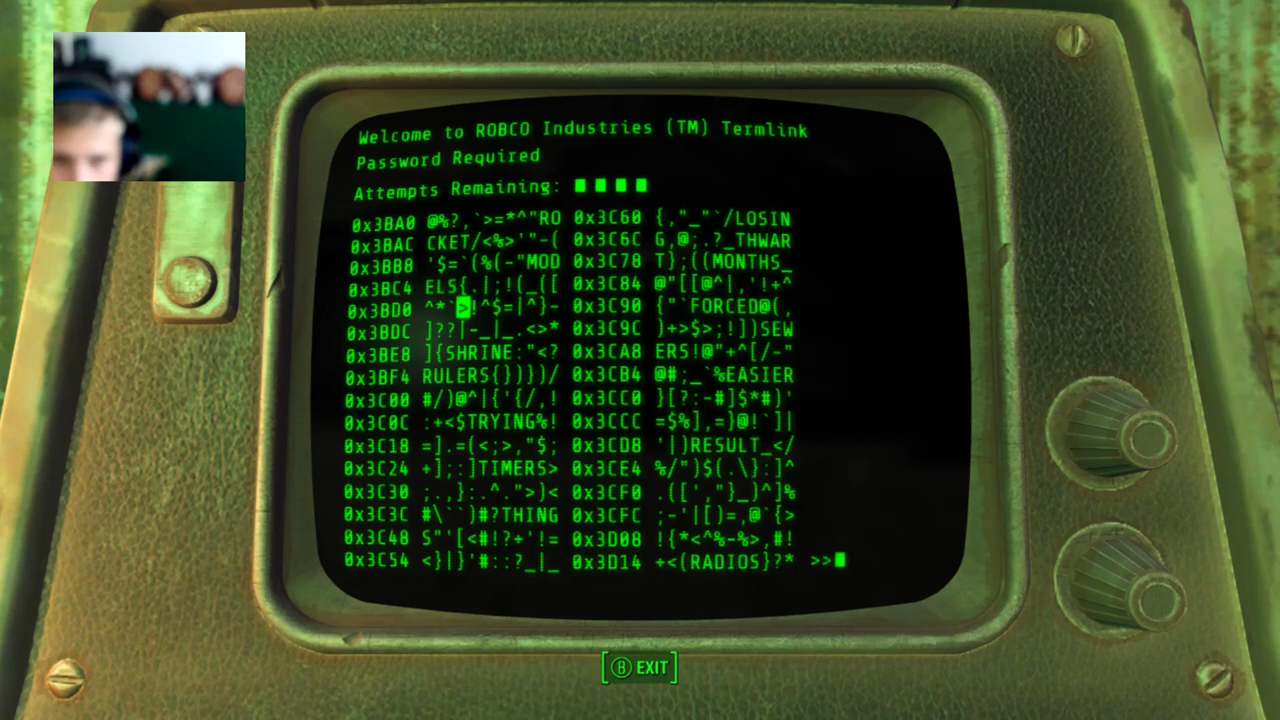 Welcome to ROBCO Industries (TM) Termlink
Password Required
Attempts Remaining: ■ ■ ■ ■
0x3BA0 @%?,`>=*^"RO 0x3C60 {,"_"`/LOSIN
0x3BAC CKET/<%>'"-( 0x3C6C G,@;.?_THWAR
0x3BB8 '$=`(%(-"MOD 0x3C78 T};((MONTHS_
0x3BC4 ELS{.|;!(_([ 0x3C84 @"[[@^|,'!+^
0x3BD0 ^*`>!^$=|^}- 0x3C90 {"`FORCED@(,
0x3BDC ]??|-_|_.<>* 0x3C9C )+>$>;!])SEW
0x3BE8 ]{SHRINE:"<? 0x3CA8 ERS!@"+^[/-"
0x3BF4 RULERS{})})/ 0x3CB4 @#;_`%EASIER
0x3C00 #/)@^|{'{/,! 0x3CC0 }[?:-#]$*#)'
0x3C0C :+<$TRYING%! 0x3CCC =$%],=}@!`]|
0x3C18 =].=(<;>,"$; 0x3CD8 '|)RESULT_</
0x3C24 +];:]TIMERS> 0x3CE4 %/")$(.\}:]^
0x3C30 ;.,}:.^.">)< 0x3CF0 .([',"}_)^]%
0x3C3C #\``)#?THING 0x3CFC ;-'|[)=,@`{>
0x3C48 S"'[<#!?+'!= 0x3D08 !{*<^%-%>,#!
0x3C54 <}|}'#::?_|_ 0x3D14 +<(RADIOS}?* >>■
Ⓑ EXIT